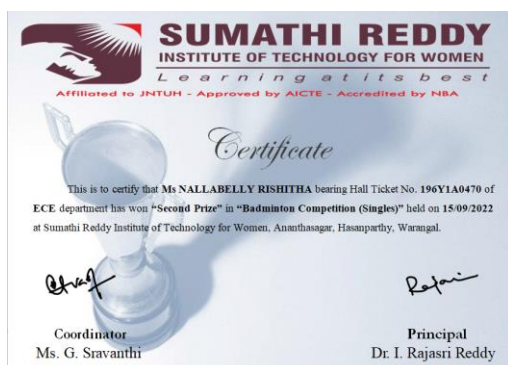 SUMATHI REDDY
INSTITUTE OF TECHNOLOGY FOR WOMEN
Learning at its best
Affiliated to JNTUH - Approved by AICTE - Accredited by NBA
Certificate
This is to certify that Ms NALLABELLY RISHITHA bearing Hall Ticket No. 196Y1A0470 of
ECE department has won “Second Prize” in “Badminton Competition (Singles)” held on 15/09/2022
at Sumathi Reddy Institute of Technology for Women, Ananthasagar, Hasanparthy, Warangal.
Coordinator
Ms. G. Sravanthi
Principal
Dr. I. Rajasri Reddy